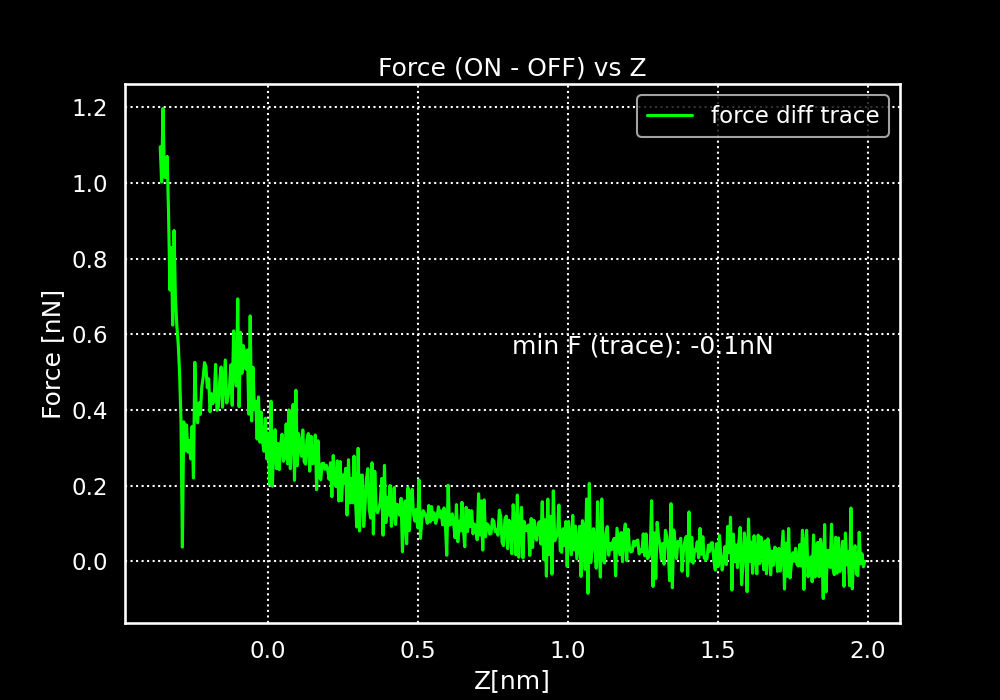 Force (ON - OFF) vs Z
force diff trace
1.2
1.0
0.8
0.6
0.4
0.2
0.0
Force [nN]
min F (trace): -0.1nN
0.0 0.5 1.0 1.5 2.0
Z[nm]